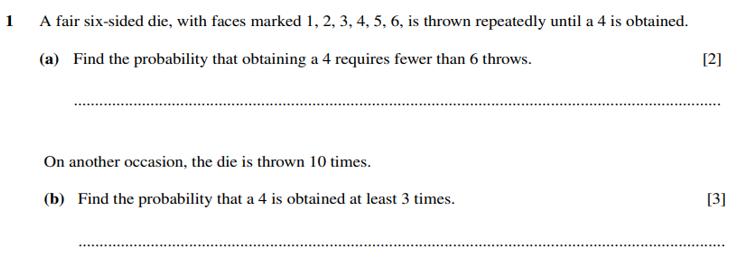 1 A fair six-sided die, with faces marked 1, 2, 3, 4, 5, 6, is thrown repeatedly until a 4 is obtained.
(a) Find the probability that obtaining a 4 requires fewer than 6 throws. [2]
On another occasion, the die is thrown 10 times.
(b) Find the probability that a 4 is obtained at least 3 times. [3]